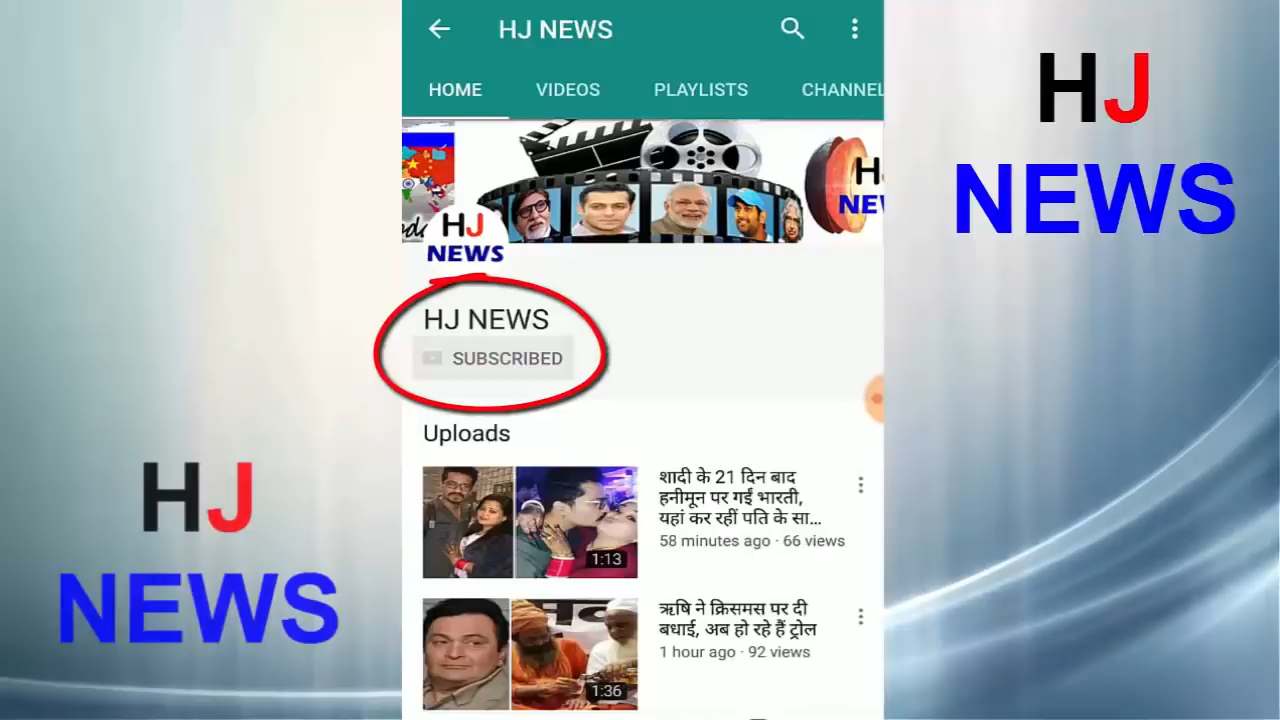 HJ NEWS
HOME VIDEOS PLAYLISTS CHANNEL
HJ
NEWS
HJ
NEWS
HJ NEWS
SUBSCRIBED
Uploads
शादी के 21 दिन बाद
हनीमून पर गईं भारती,
यहां कर रहीं पति के सा...
58 minutes ago · 66 views
1:13
ऋषि ने क्रिसमस पर दी
बधाई, अब हो रहे हैं ट्रोल
1 hour ago · 92 views
1:36
HJ
NEWS